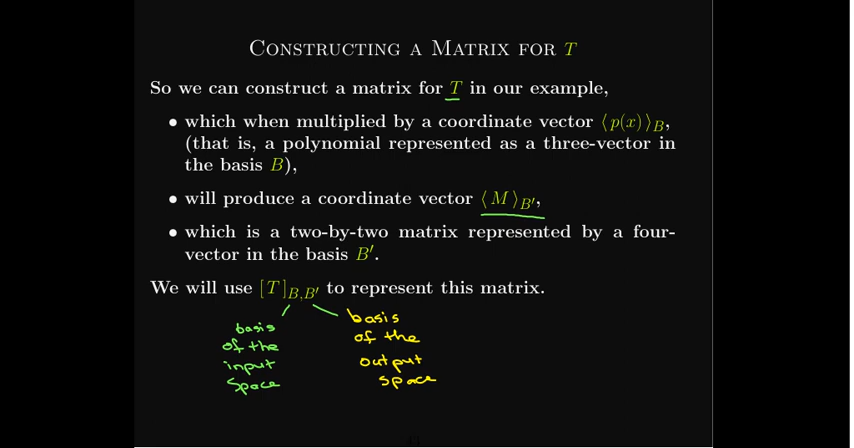 Constructing a Matrix for T
So we can construct a matrix for T in our example,
• which when multiplied by a coordinate vector ⟨p(x)⟩_B,
(that is, a polynomial represented as a three-vector in
the basis B),
• will produce a coordinate vector ⟨M⟩_B′,
• which is a two-by-two matrix represented by a four-
vector in the basis B′.
We will use [T]_B,B′ to represent this matrix.
basis
of the
input
space
basis
of the
output
space